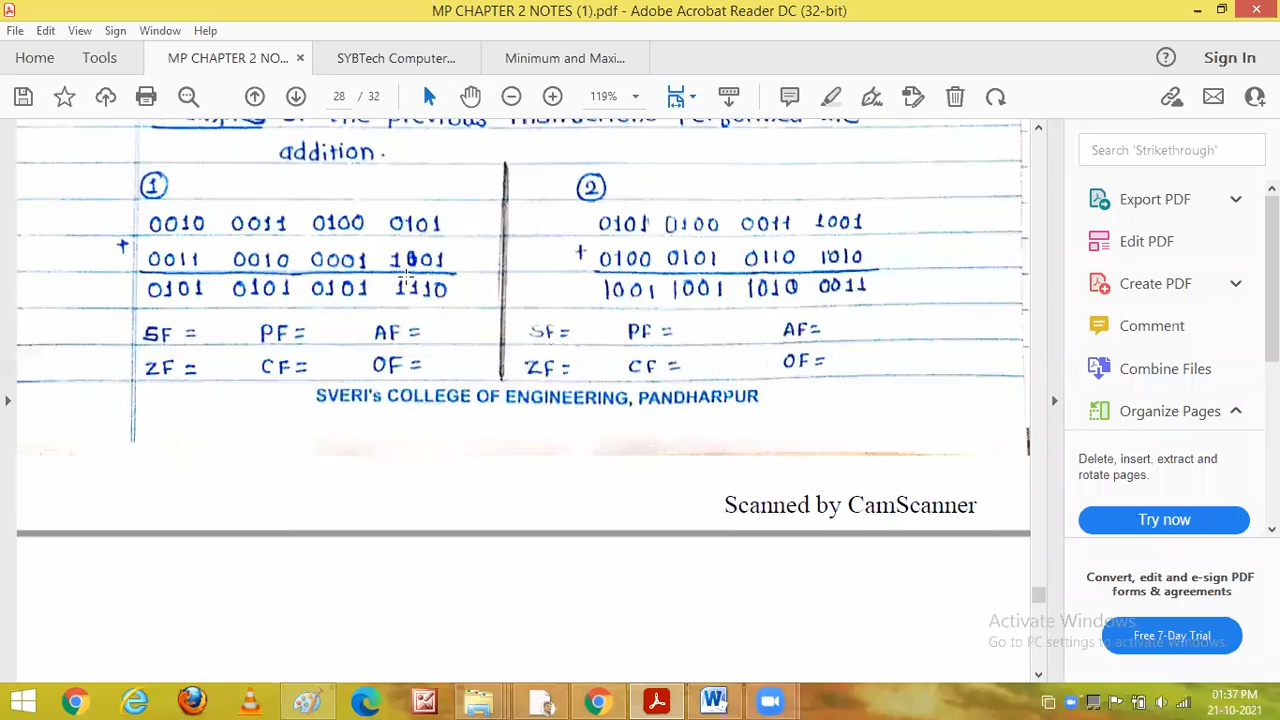 MP CHAPTER 2 NOTES (1).pdf - Adobe Acrobat Reader DC (32-bit)
File Edit View Sign Window Help
Home Tools MP CHAPTER 2 NO... × SYBTech Computer... Minimum and Maxi... Sign In
28 / 32 119%
of the previous
addition.
1 2
0010 0011 0100 0101 0101 0100 0011 1001
+ 0011 0010 0001 1001 + 0100 0101 0110 1010
0101 0101 0101 1110 1001 1001 1010 0011
SF = PF = AF = SF = PF = AF =
ZF = CF = OF = ZF = CF = OF =
SVERI's COLLEGE OF ENGINEERING, PANDHARPUR
Scanned by CamScanner
Search 'Strikethrough'
Export PDF
Edit PDF
Create PDF
Comment
Combine Files
Organize Pages
Delete, insert, extract and
rotate pages.
Try now
Convert, edit and e-sign PDF
forms & agreements
Free 7-Day Trial
Activate Windows
Go to PC settings to activate Windows.
01:37 PM
21-10-2021